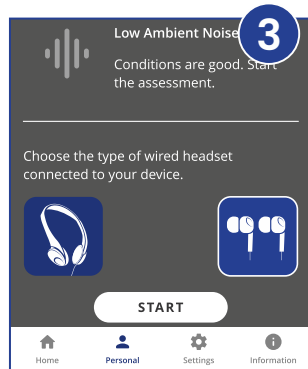 3
Low Ambient Noise
Conditions are good. Start
the assessment.
Choose the type of wired headset
connected to your device.
START
Home Personal Settings Information